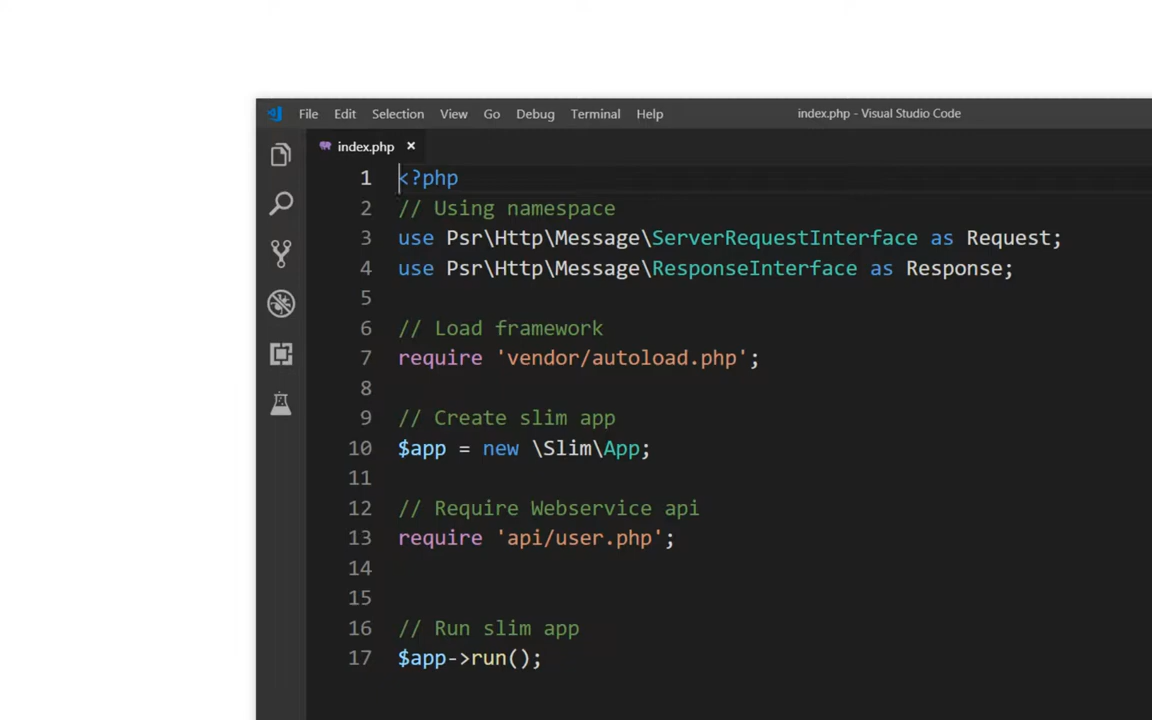 File Edit Selection View Go Debug Terminal Help index.php - Visual Studio Code
index.php ×
1 <?php
2 // Using namespace
3 use Psr\Http\Message\ServerRequestInterface as Request;
4 use Psr\Http\Message\ResponseInterface as Response;
5
6 // Load framework
7 require 'vendor/autoload.php';
8
9 // Create slim app
10 $app = new \Slim\App;
11
12 // Require Webservice api
13 require 'api/user.php';
14
15
16 // Run slim app
17 $app->run();